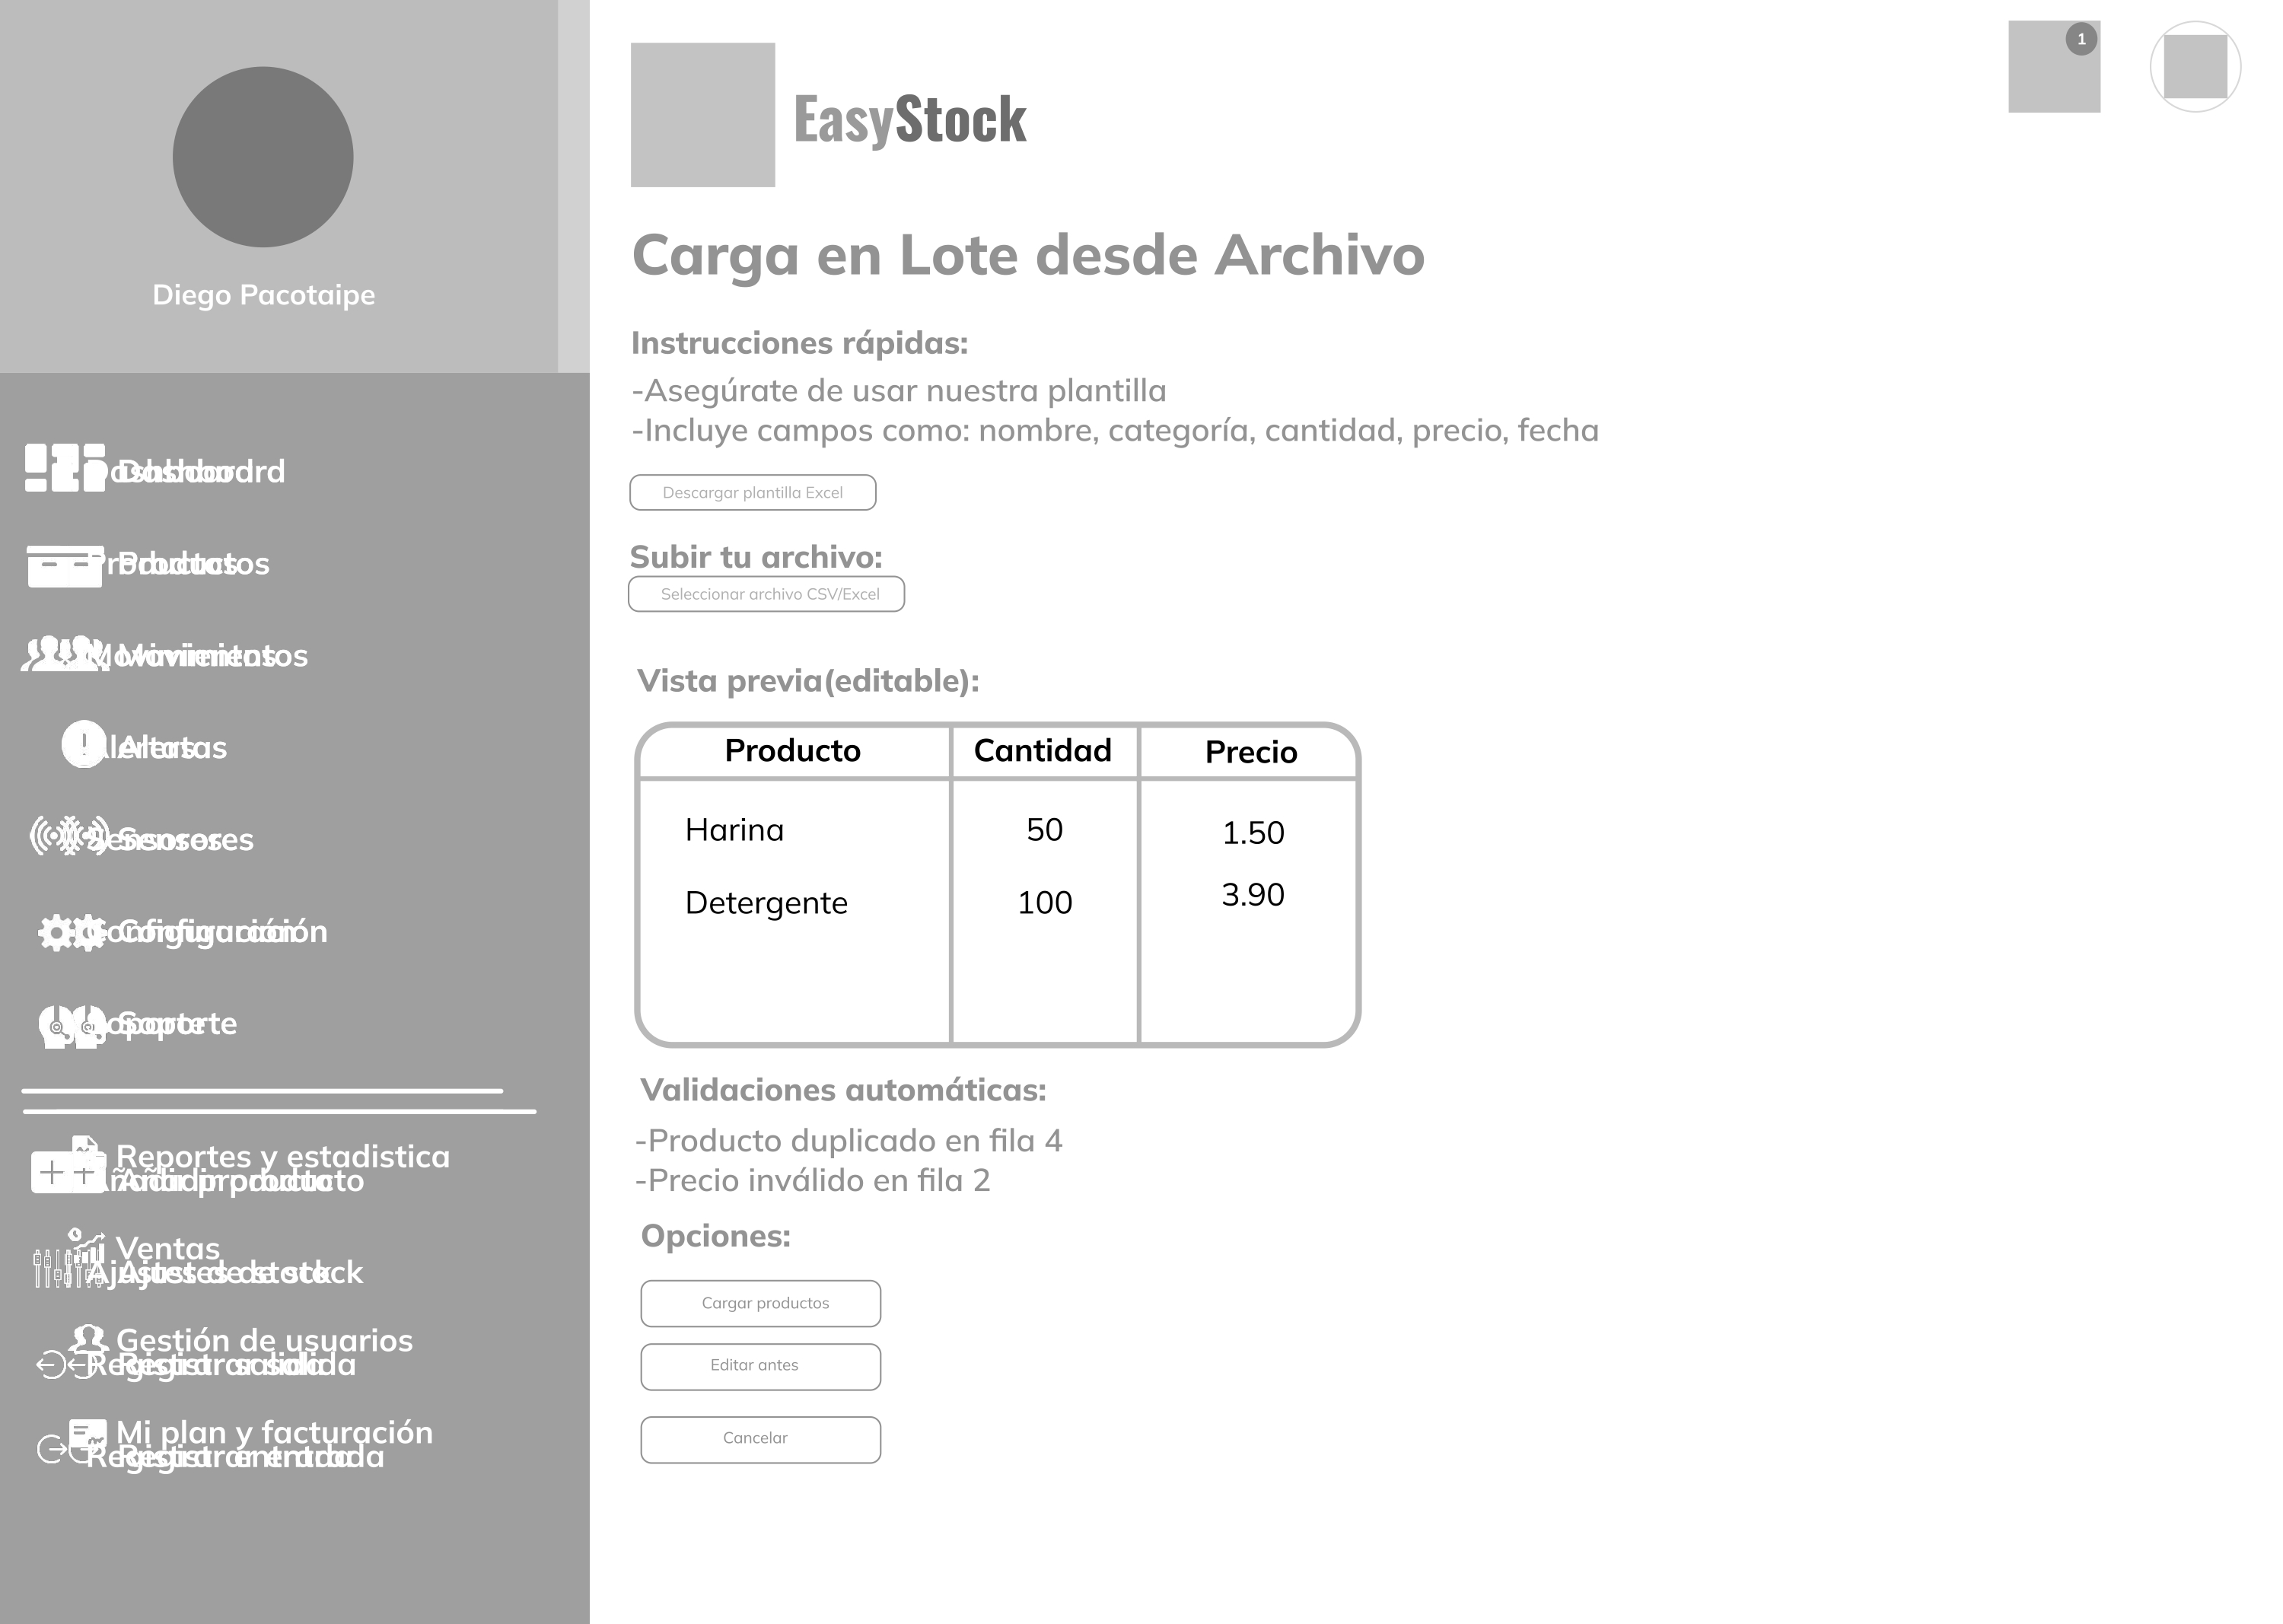 Diego Pacotaipe
Dashboardrd
Productos
Movimientos
Alertas
Sensores
Configuración
Soporte
Reportes y estadistica
Añadir producto
Ventas
Ajustes de stock
Gestión de usuarios
Registrar salida
Mi plan y facturación
Registrar entrada
1
EasyStock
Carga en Lote desde Archivo
Instrucciones rápidas:
-Asegúrate de usar nuestra plantilla
-Incluye campos como: nombre, categoría, cantidad, precio, fecha
Descargar plantilla Excel
Subir tu archivo:
Seleccionar archivo CSV/Excel
Vista previa(editable):
Producto Cantidad Precio
Harina 50 1.50
Detergente 100 3.90
Validaciones automáticas:
-Producto duplicado en fila 4
-Precio inválido en fila 2
Opciones:
Cargar productos
Editar antes
Cancelar